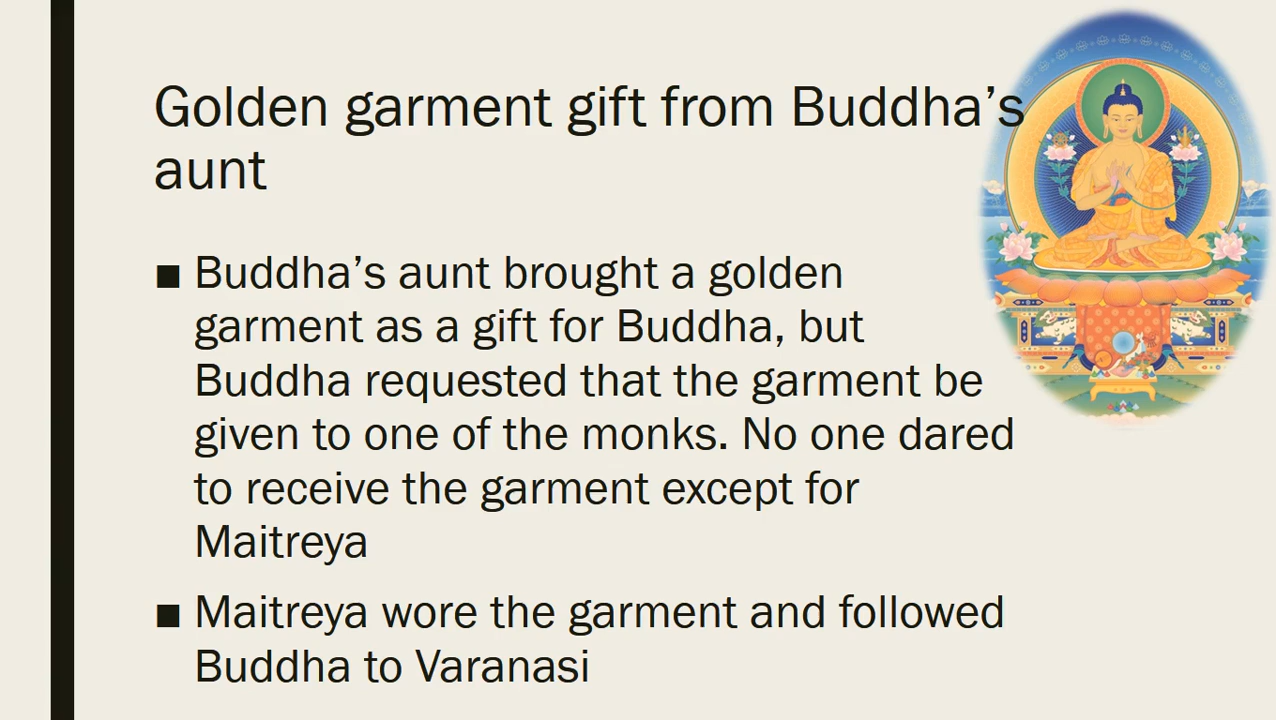 Golden garment gift from Buddha’s
aunt
■ Buddha’s aunt brought a golden
garment as a gift for Buddha, but
Buddha requested that the garment be
given to one of the monks. No one dared
to receive the garment except for
Maitreya
■ Maitreya wore the garment and followed
Buddha to Varanasi